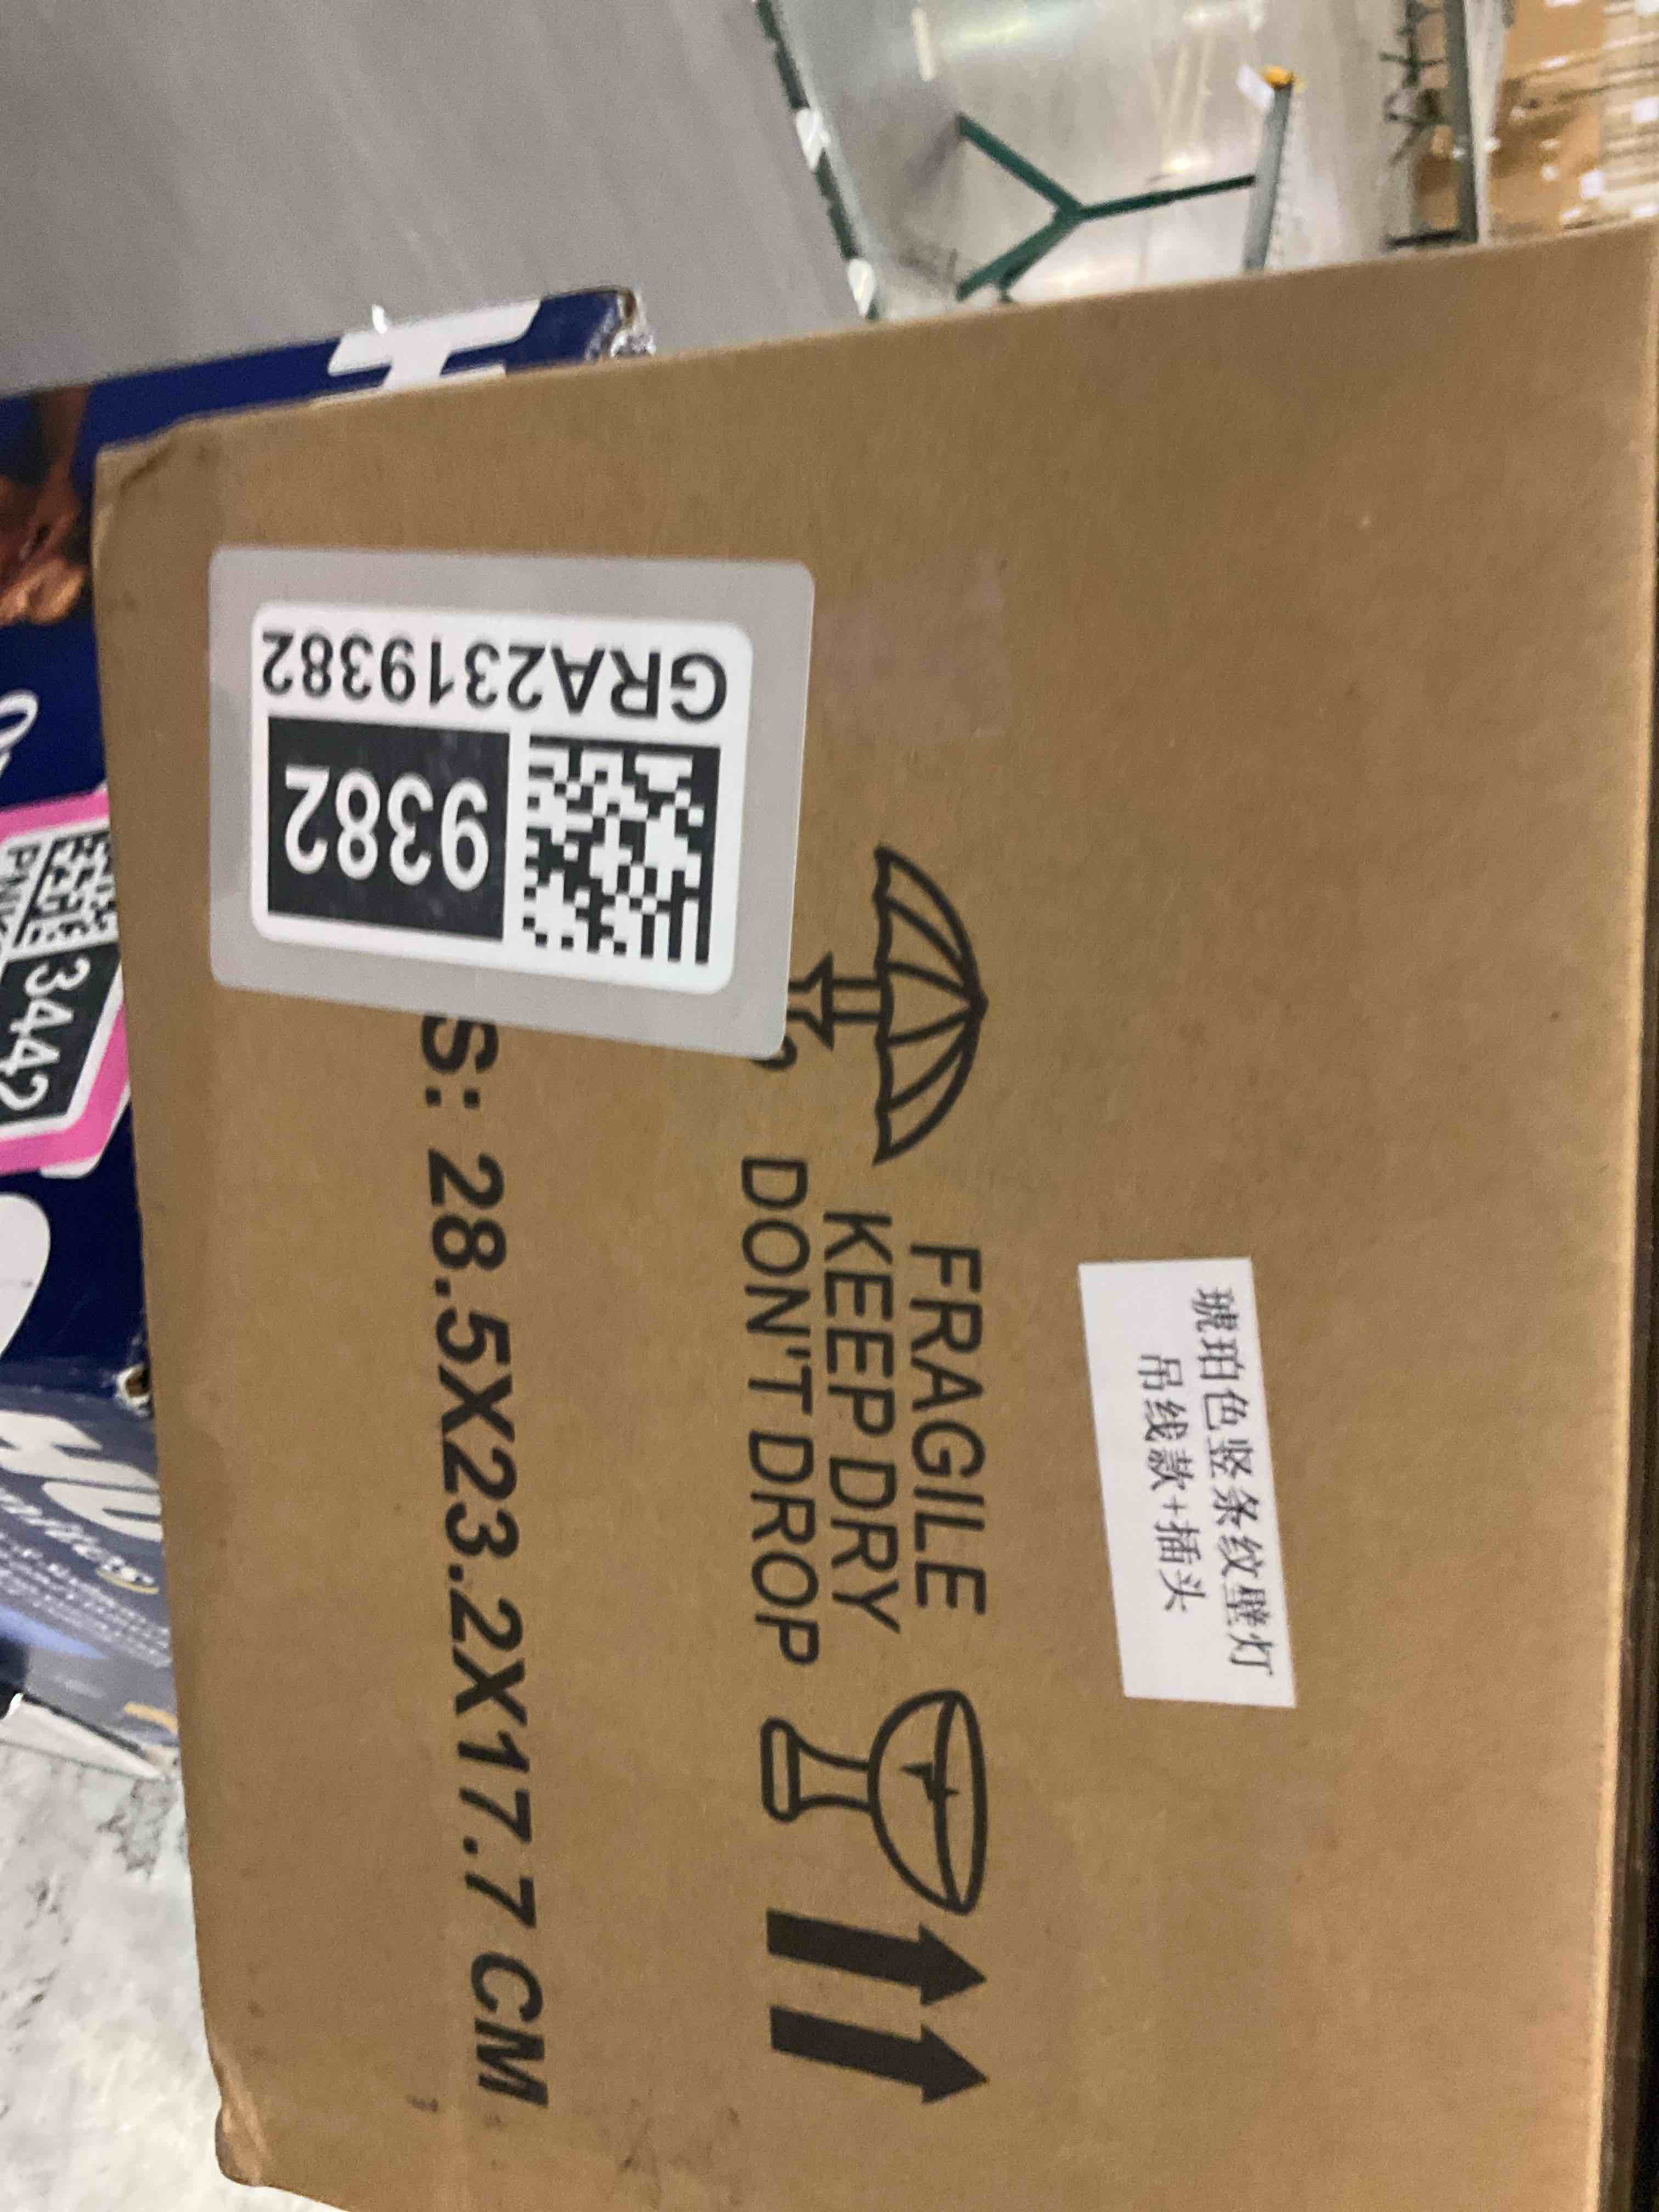 琥珀色竖条纹壁灯
吊线款+插头
FRAGILE
KEEP DRY
DON'T DROP
S: 28.5X23.2X17.7 CM
GRA2319382
9382
3442